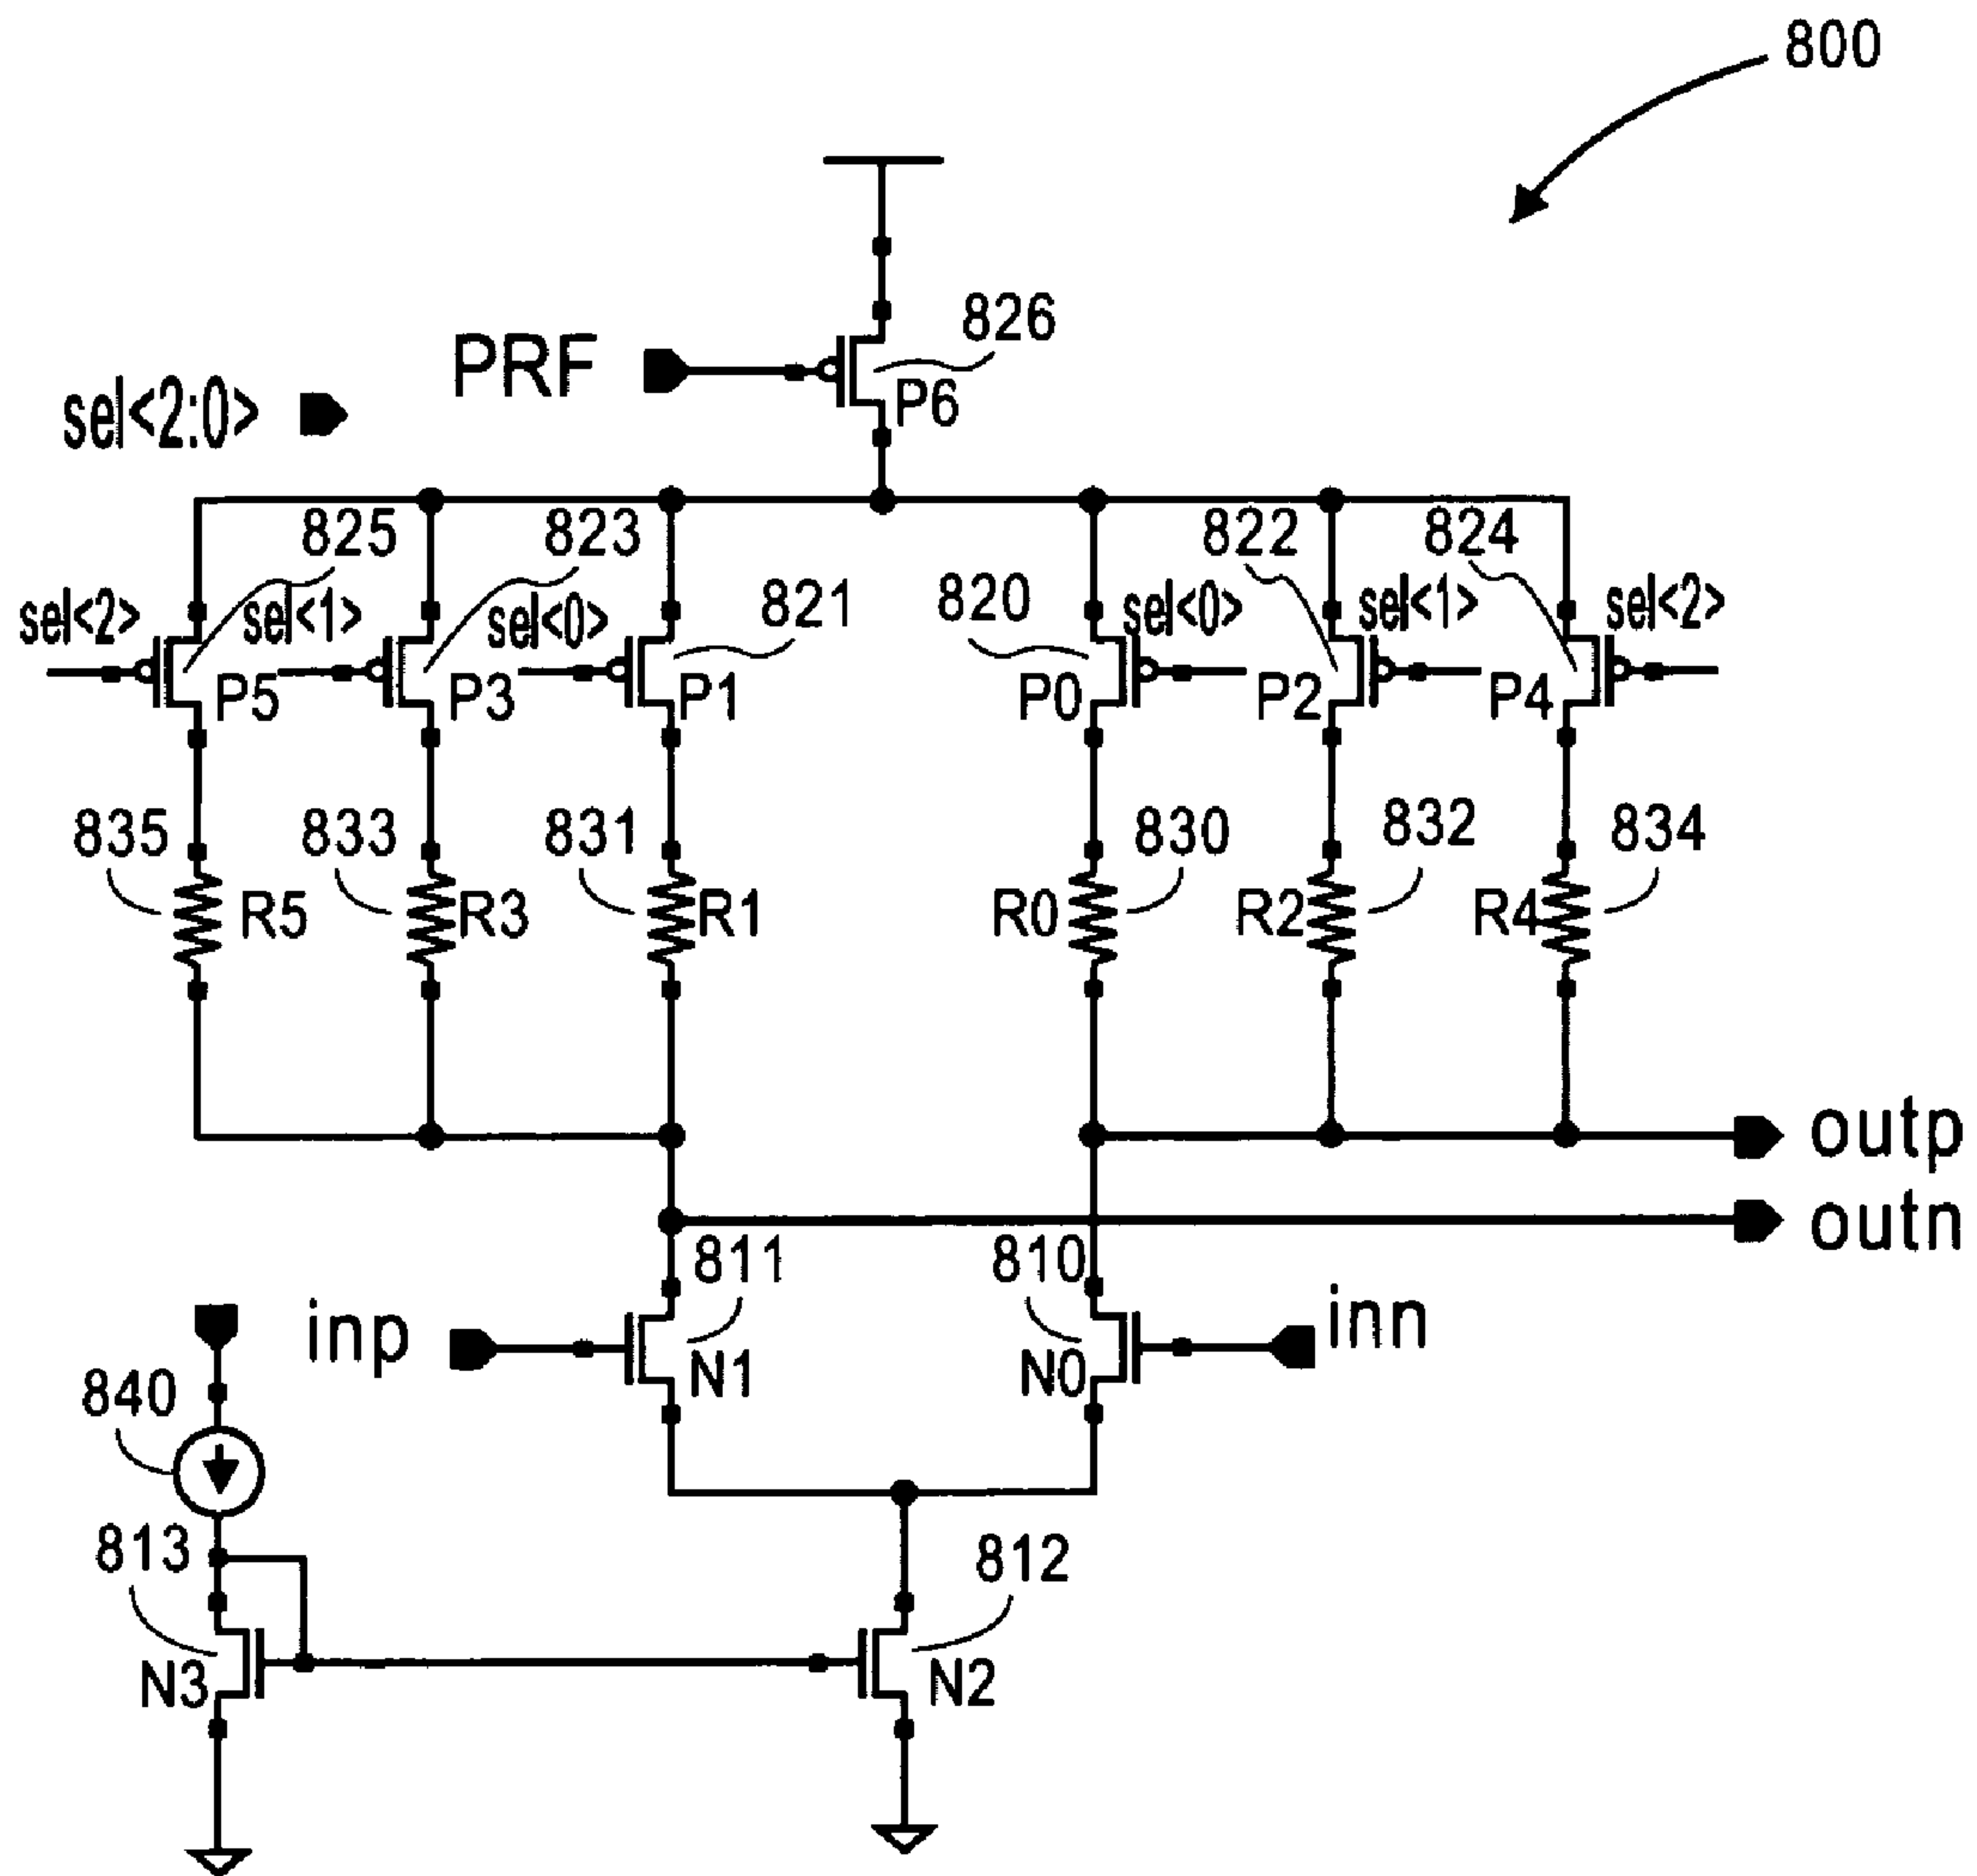 800
826
PRF
P6
sel<2:0>
825
823
822
824
sel<2>
sel<1>
sel<0>
821
820
sel<0>
sel<1>
sel<2>
P5
P3
P1
P0
P2
P4
835
833
831
830
832
834
R5
R3
R1
R0
R2
R4
outp
outn
811
810
inp
inn
N1
N0
840
813
812
N3
N2